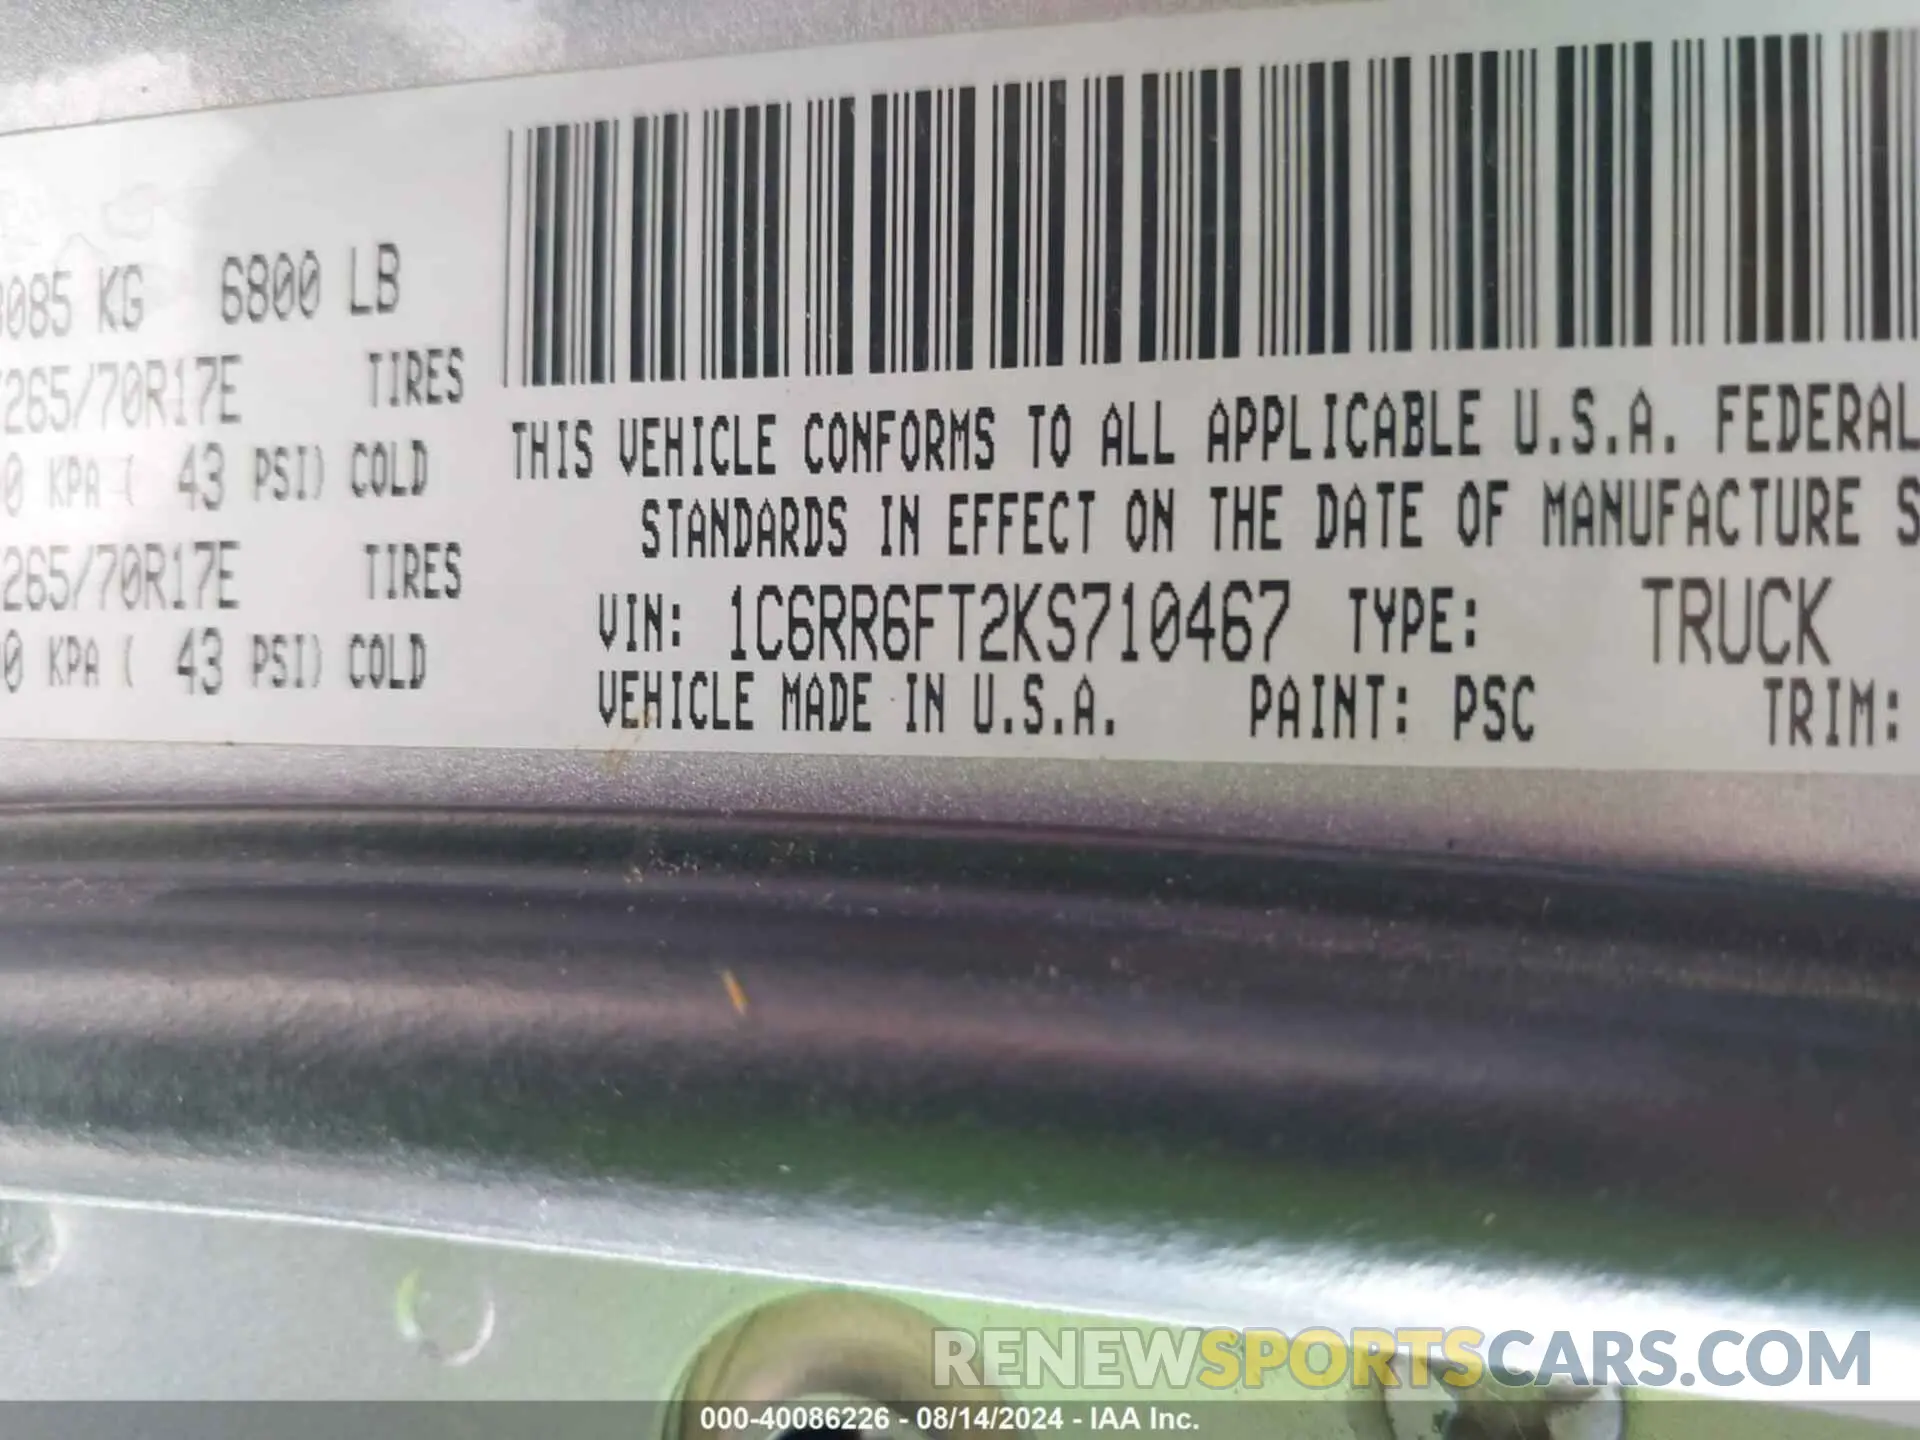 3085 KG 6800 LB
265/70R17E TIRES
0 KPA ( 43 PSI) COLD
265/70R17E TIRES
0 KPA ( 43 PSI) COLD
THIS VEHICLE CONFORMS TO ALL APPLICABLE U.S.A. FEDERAL
STANDARDS IN EFFECT ON THE DATE OF MANUFACTURE S
VIN: 1C6RR6FT2KS710467 TYPE: TRUCK
VEHICLE MADE IN U.S.A. PAINT: PSC TRIM:
RENEWSPORTSCARS.COM
000-40086226 - 08/14/2024 - IAA Inc.